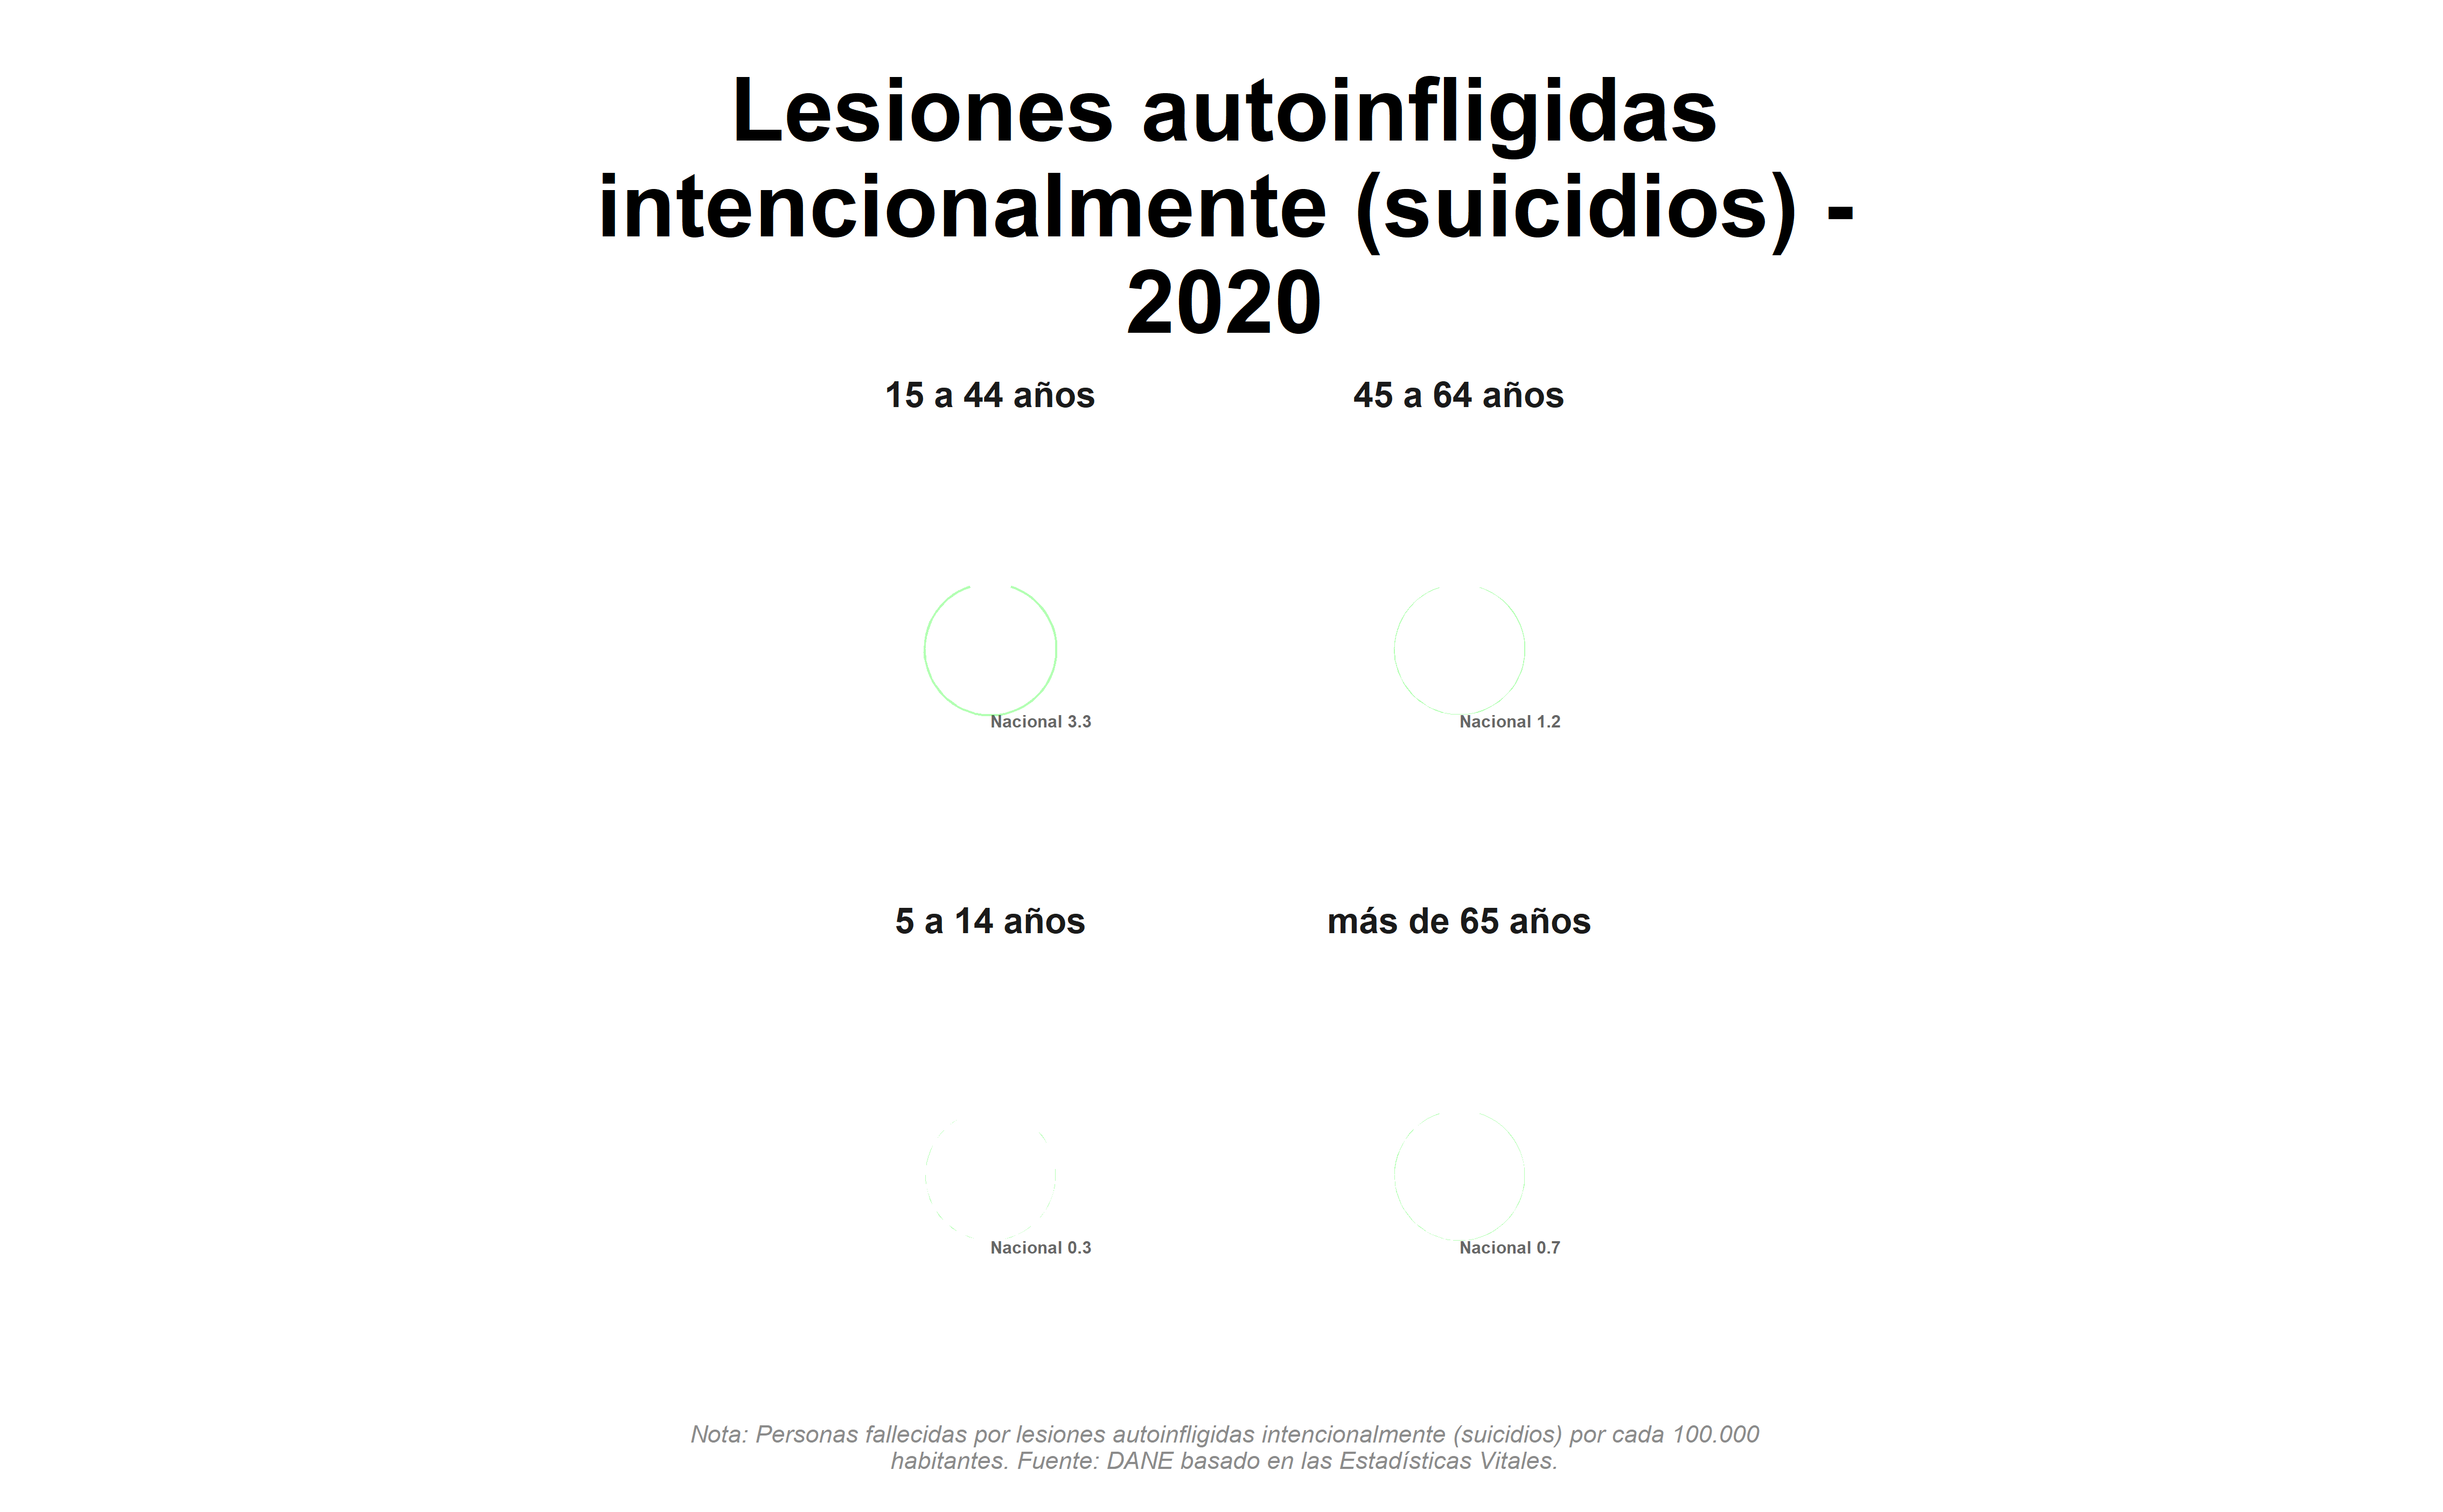 Lesiones autoinfligidas
intencionalmente (suicidios) -
2020
15 a 44 años
45 a 64 años
Nacional 3.3
Nacional 1.2
5 a 14 años
más de 65 años
Nacional 0.3
Nacional 0.7
Nota: Personas fallecidas por lesiones autoinfligidas intencionalmente (suicidios) por cada 100.000
habitantes. Fuente: DANE basado en las Estadísticas Vitales.